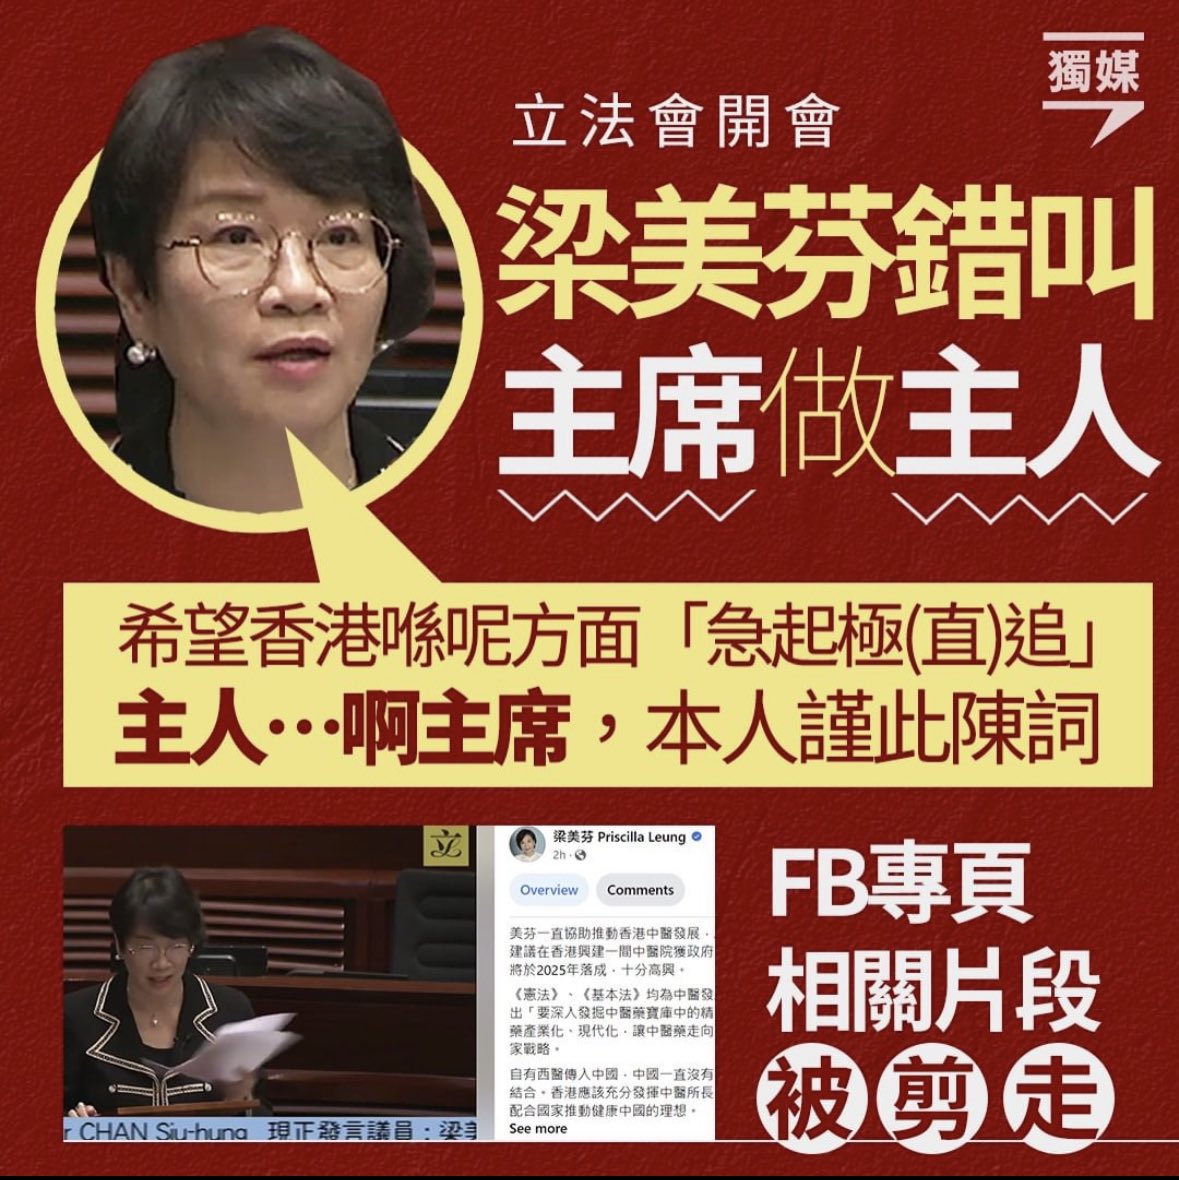 獨媒
立法會開會
梁美芬錯叫
主席做主人
希望香港喺呢方面「急起極(直)追」
主人…啊主席，本人謹此陳詞
立
r CHAN Siu-hung 現正發言議員：梁美
梁美芬 Priscilla Leung
2h
Overview
Comments
美芬一直協助推動香港中醫發展，
建議在香港興建一間中醫院獲政府
將於2025年落成，十分高興。
《憲法》、《基本法》均為中醫發
出「要深入發掘中醫藥寶庫中的精
藥產業化、現代化，讓中醫藥走向
家戰略。
自有西醫傳入中國，中國一直沒有
結合。香港應該充分發揮中醫所長
配合國家推動健康中國的理想。
See more
FB專頁
相關片段
被剪走